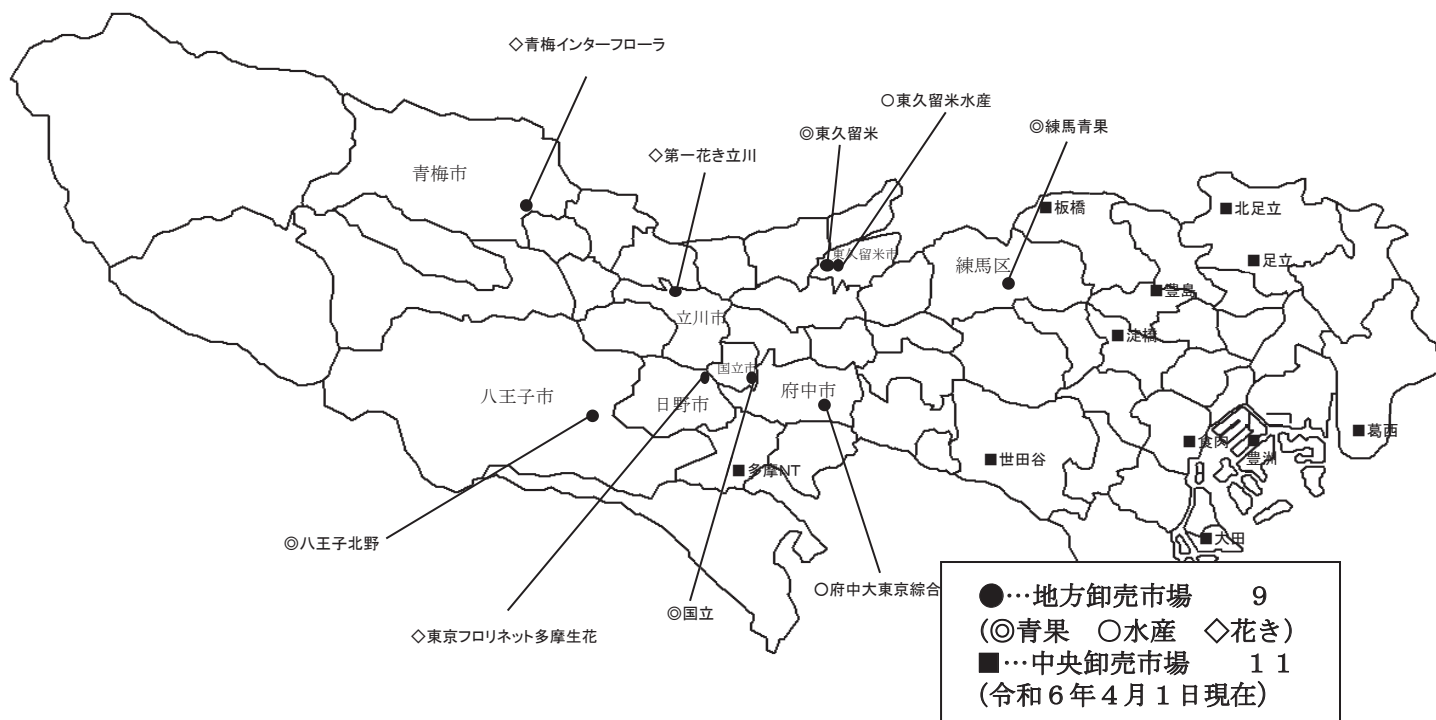 ◇青梅インターフローラ
○東久留米水産
◎東久留米
◎練馬青果
◇第一花き立川
青梅市
■板橋
■北足立
東久留米市
■足立
練馬区
■豊島
立川市
■淀橋
国立市
八王子市
日野市
府中市
■食肉
■豊洲
■葛西
■世田谷
■多摩NT
■大田
◎八王子北野
○府中大東京綜合
◎国立
◇東京フロリネット多摩生花
●…地方卸売市場 9
(◎青果 ○水産 ◇花き)
■…中央卸売市場 11
(令和6年4月1日現在)